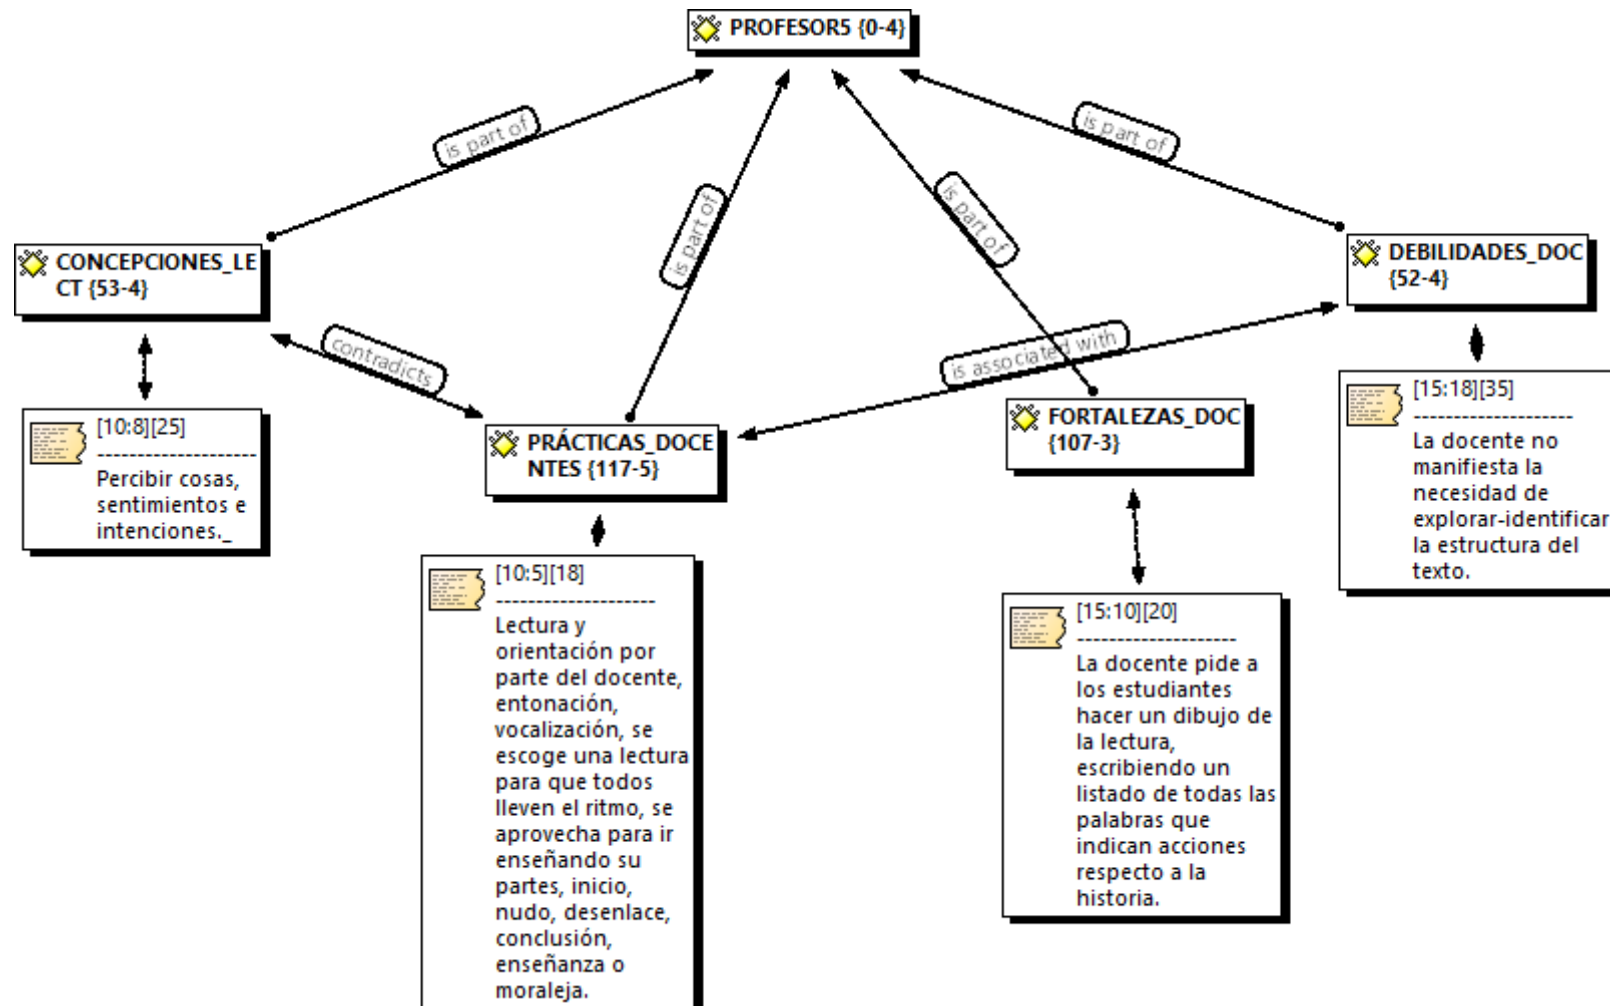 PROFESOR5 {0-4}
is part of
is part of
is part of
is part of
CONCEPCIONES_LE
CT {53-4}
DEBILIDADES_DOC
{52-4}
contradicts
is associated with
PRÁCTICAS_DOCE
NTES {117-5}
FORTALEZAS_DOC
{107-3}
[10:8][25]
--------------------
Percibir cosas,
sentimientos e
intenciones._
[15:18][35]
--------------------
La docente no
manifiesta la
necesidad de
explorar-identificar
la estructura del
texto.
[10:5][18]
--------------------
Lectura y
orientación por
parte del docente,
entonación,
vocalización, se
escoge una lectura
para que todos
lleven el ritmo, se
aprovecha para ir
enseñando su
partes, inicio,
nudo, desenlace,
conclusión,
enseñanza o
moraleja.
[15:10][20]
--------------------
La docente pide a
los estudiantes
hacer un dibujo de
la lectura,
escribiendo un
listado de todas las
palabras que
indican acciones
respecto a la
historia.